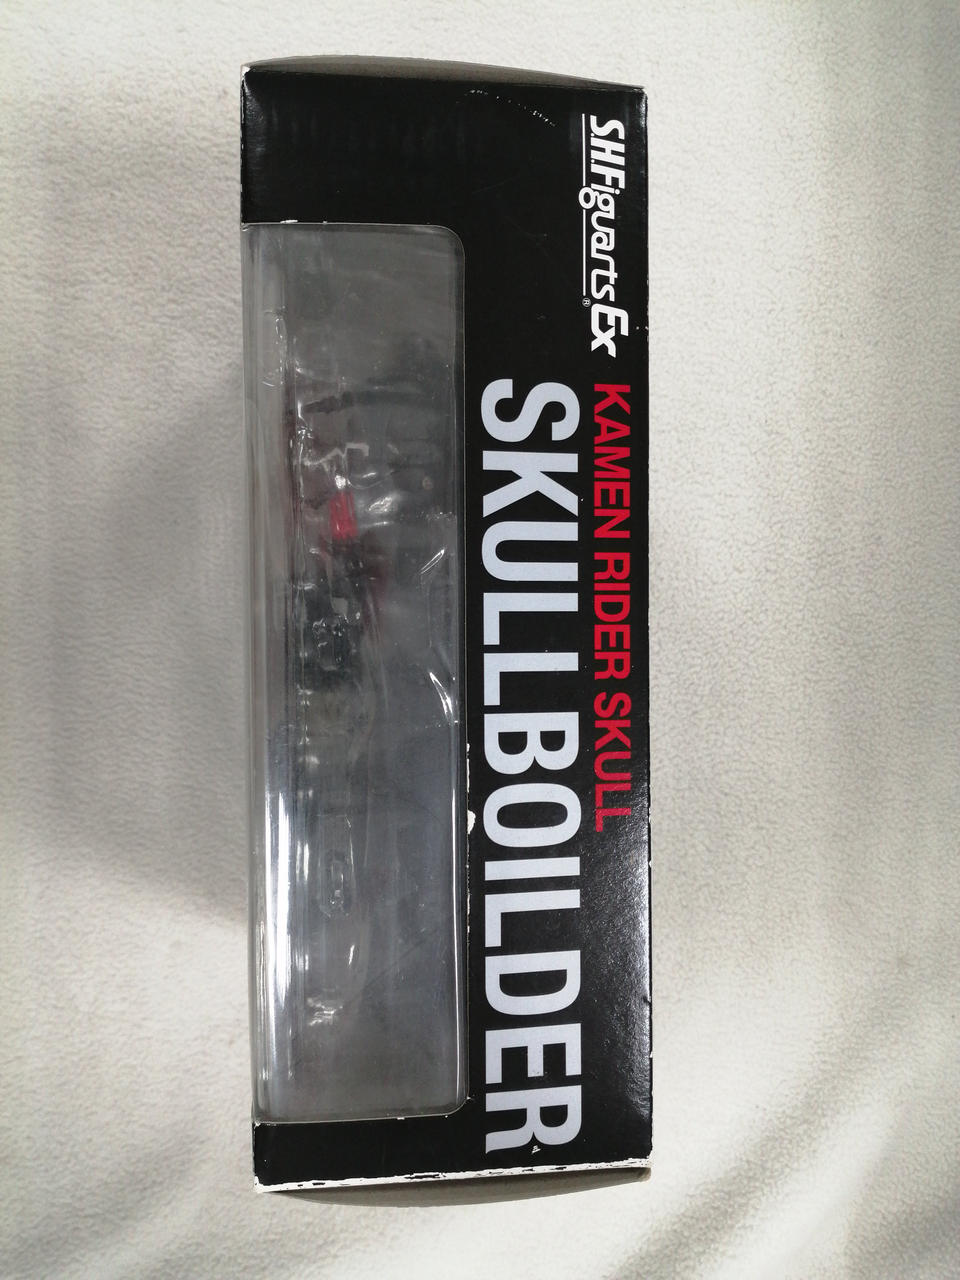 S.H.Figuarts Ex ®
KAMEN RIDER SKULL
SKULLBOILDER